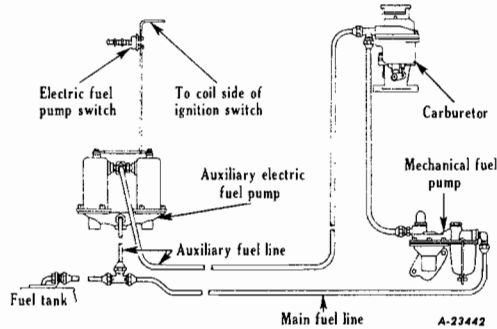 Electric fuel
pump switch
To coil side of
ignition switch
Carburetor
Mechanical fuel
pump
Auxiliary electric
fuel pump
Auxiliary fuel line
Fuel tank
Main fuel line
A-23442